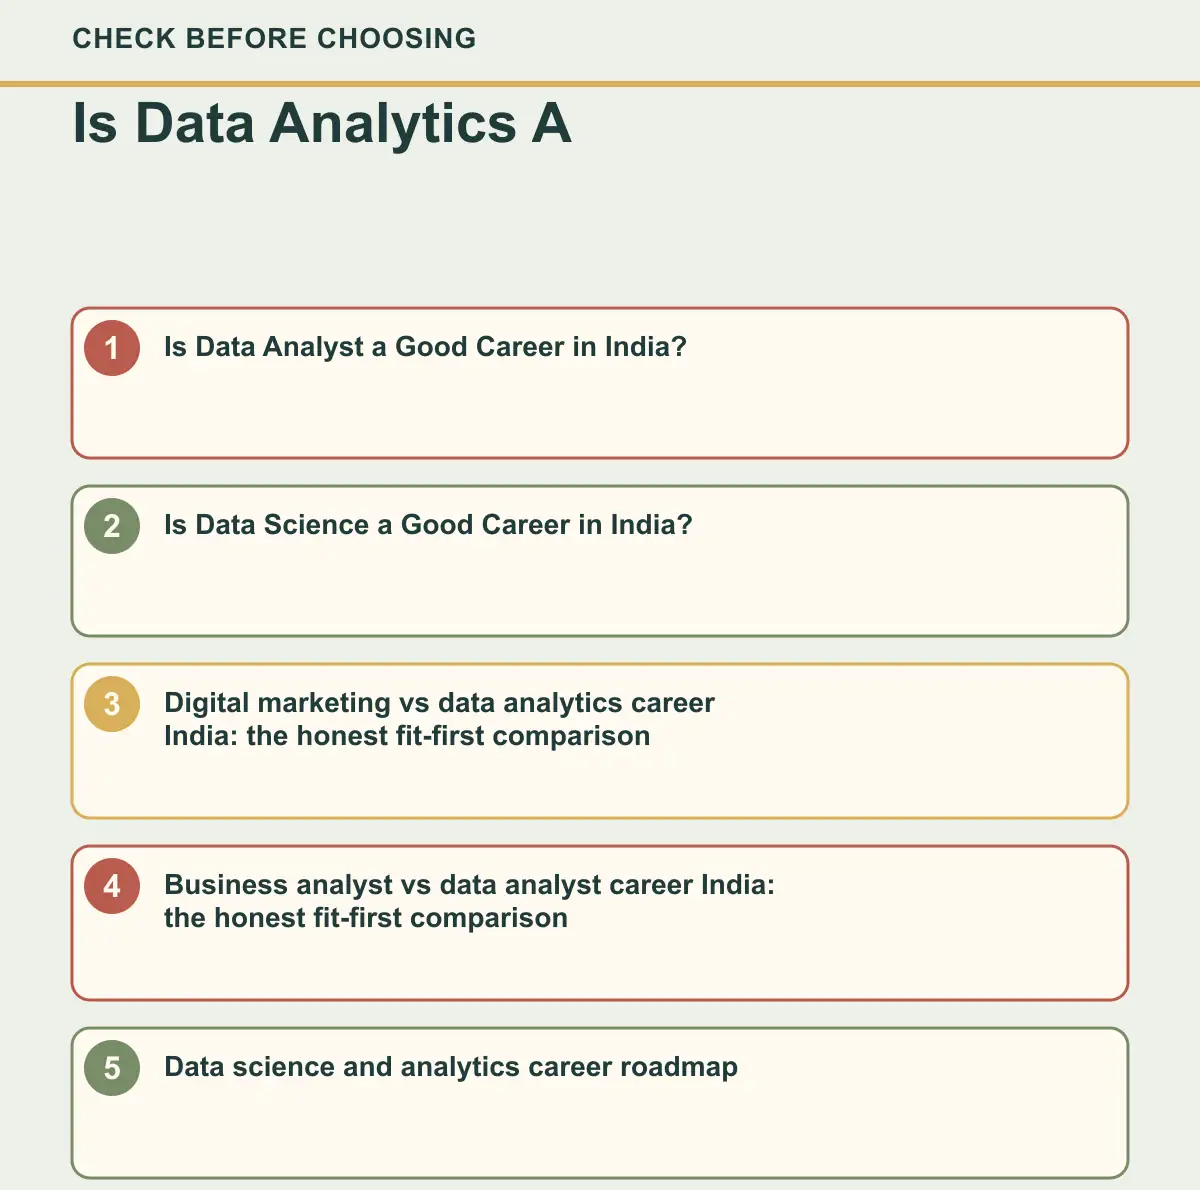 CHECK BEFORE CHOOSING
Is Data Analytics A
1
Is Data Analyst a Good Career in India?
2
Is Data Science a Good Career in India?
3
Digital marketing vs data analytics career
India: the honest fit-first comparison
4
Business analyst vs data analyst career India:
the honest fit-first comparison
5
Data science and analytics career roadmap